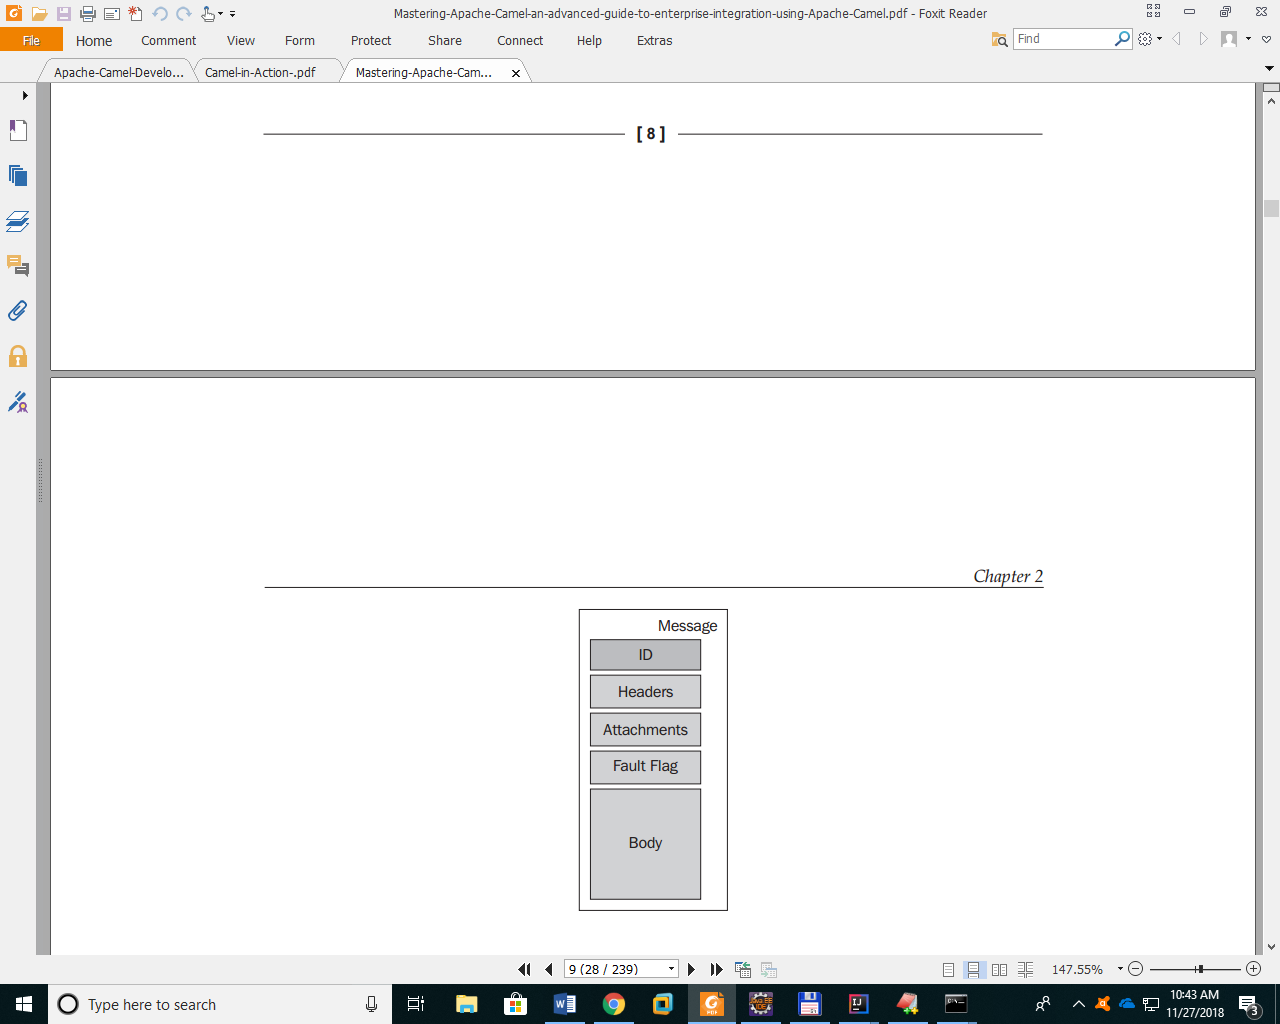 Mastering-Apache-Camel-an-advanced-guide-to-enterprise-integration-using-Apache-Camel.pdf - Foxit Reader
File Home Comment View Form Protect Share Connect Help Extras Find
Apache-Camel-Develo... Camel-in-Action-.pdf Mastering-Apache-Cam...
[ 8 ]
Chapter 2
Message
ID
Headers
Attachments
Fault Flag
Body
9 (28 / 239) 147.55%
Type here to search
10:43 AM
11/27/2018
3